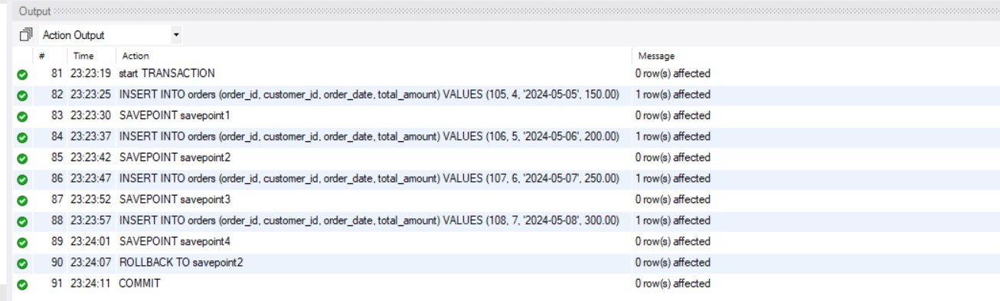 Output
Action Output
# Time Action Message
81 23:23:19 start TRANSACTION 0 row(s) affected
82 23:23:25 INSERT INTO orders (order_id, customer_id, order_date, total_amount) VALUES (105, 4, '2024-05-05', 150.00) 1 row(s) affected
83 23:23:30 SAVEPOINT savepoint1 0 row(s) affected
84 23:23:37 INSERT INTO orders (order_id, customer_id, order_date, total_amount) VALUES (106, 5, '2024-05-06', 200.00) 1 row(s) affected
85 23:23:42 SAVEPOINT savepoint2 0 row(s) affected
86 23:23:47 INSERT INTO orders (order_id, customer_id, order_date, total_amount) VALUES (107, 6, '2024-05-07', 250.00) 1 row(s) affected
87 23:23:52 SAVEPOINT savepoint3 0 row(s) affected
88 23:23:57 INSERT INTO orders (order_id, customer_id, order_date, total_amount) VALUES (108, 7, '2024-05-08', 300.00) 1 row(s) affected
89 23:24:01 SAVEPOINT savepoint4 0 row(s) affected
90 23:24:07 ROLLBACK TO savepoint2 0 row(s) affected
91 23:24:11 COMMIT 0 row(s) affected